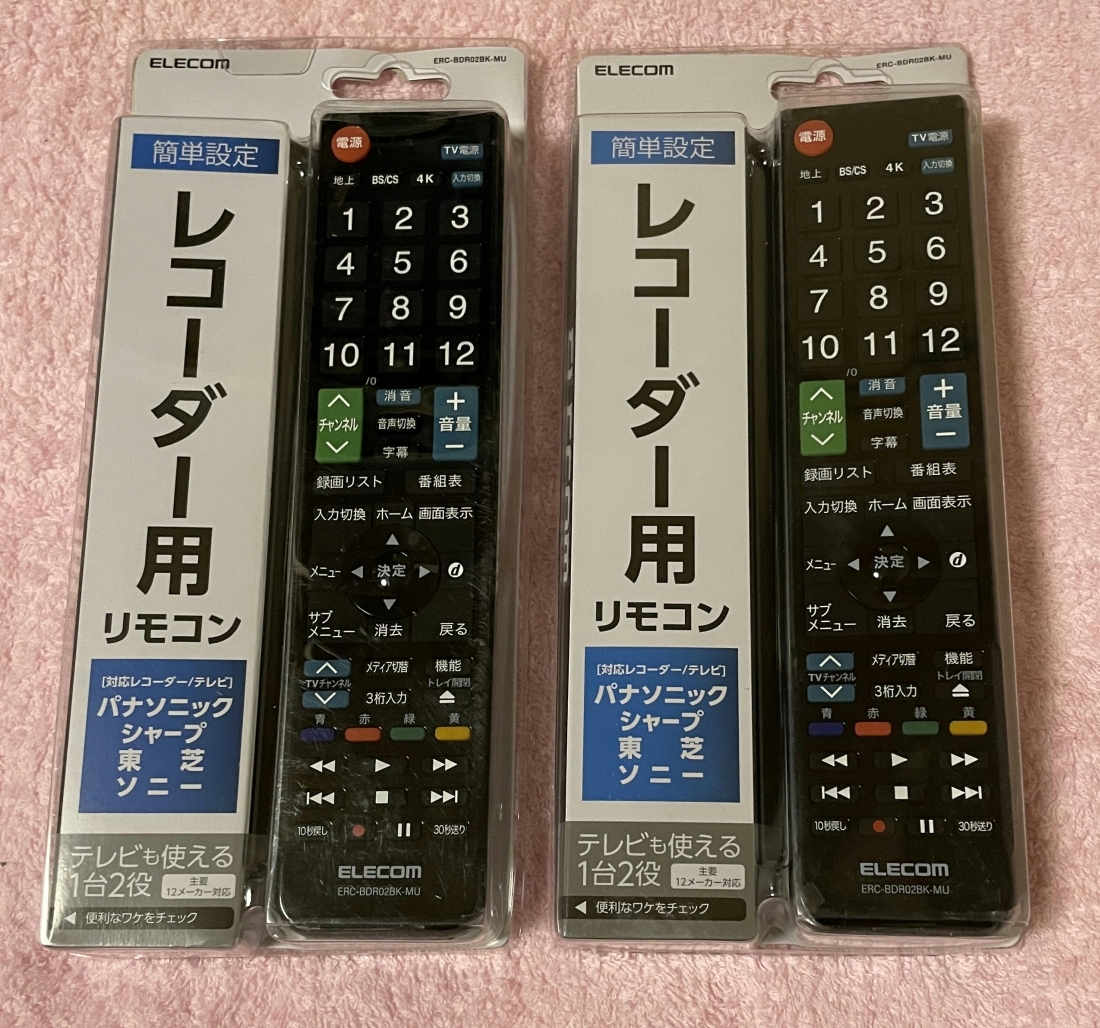 ELECOM
ERC-BDR02BK-MU
簡単設定
レコーダー用
リモコン
[対応レコーダー/テレビ]
パナソニック
シャープ
東芝
ソニー
テレビも使える
1台2役
主要
12メーカー対応
◀ 便利なワケをチェック
電源
TV電源
地上 BS/CS 4K 入力切換
1 2 3
4 5 6
7 8 9
10 11 12
/0
チャンネル
消音
音声切換
字幕
+
音量
−
録画リスト 番組表
入力切換 ホーム 画面表示
メニュー 決定 d
サブ
メニュー 消去 戻る
メディア切替 機能
TVチャンネル トレイ開閉
3桁入力
青 赤 緑 黄
10秒戻し 30秒送り
ELECOM
ERC-BDR02BK-MU
ELECOM
ERC-BDR02BK-MU
簡単設定
レコーダー用
リモコン
[対応レコーダー/テレビ]
パナソニック
シャープ
東芝
ソニー
テレビも使える
1台2役
主要
12メーカー対応
◀ 便利なワケをチェック
電源
TV電源
地上 BS/CS 4K 入力切換
1 2 3
4 5 6
7 8 9
10 11 12
/0
チャンネル
消音
音声切換
字幕
+
音量
−
録画リスト 番組表
入力切換 ホーム 画面表示
メニュー 決定 d
サブ
メニュー 消去 戻る
メディア切替 機能
TVチャンネル トレイ開閉
3桁入力
青 赤 緑 黄
10秒戻し 30秒送り
ELECOM
ERC-BDR02BK-MU